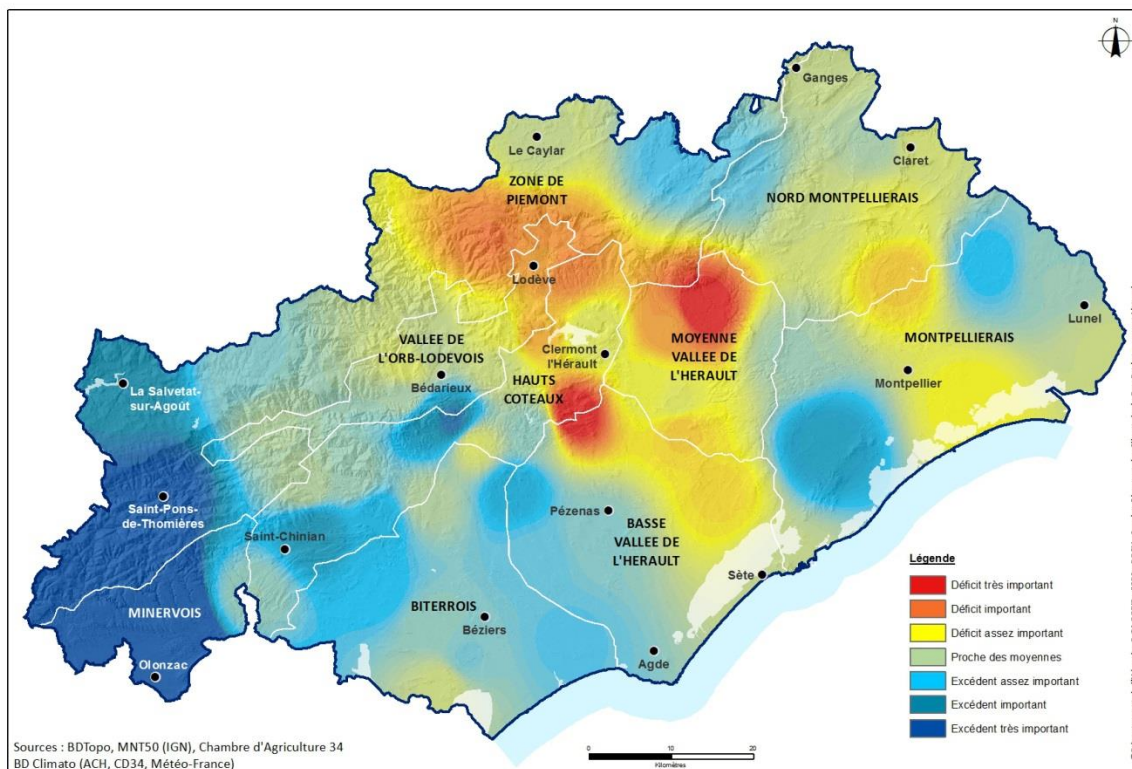 N
Ganges
Le Caylar
Claret
ZONE DE
PIEMONT
NORD MONTPELLIERAIS
Lodève
Lunel
VALLEE DE
L'ORB-LODEVOIS
MOYENNE
VALLEE DE
L'HERAULT
MONTPELLIERAIS
Clermont
l'Hérault
Bédarieux
HAUTS
COTEAUX
Montpellier
La Salvetat-
sur-Agoût
Saint-Pons-
de-Thomières
Pézenas
BASSE
VALLEE DE
L'HERAULT
Saint-Chinian
Sète
MINERVOIS
BITERROIS
Béziers
Agde
Olonzac
Légende
Déficit très important
Déficit important
Déficit assez important
Proche des moyennes
Excédent assez important
Excédent important
Excédent très important
0 10 20
Kilomètres
Sources : BDTopo, MNT50 (IGN), Chambre d'Agriculture 34
BD Climato (ACH, CD34, Météo-France)